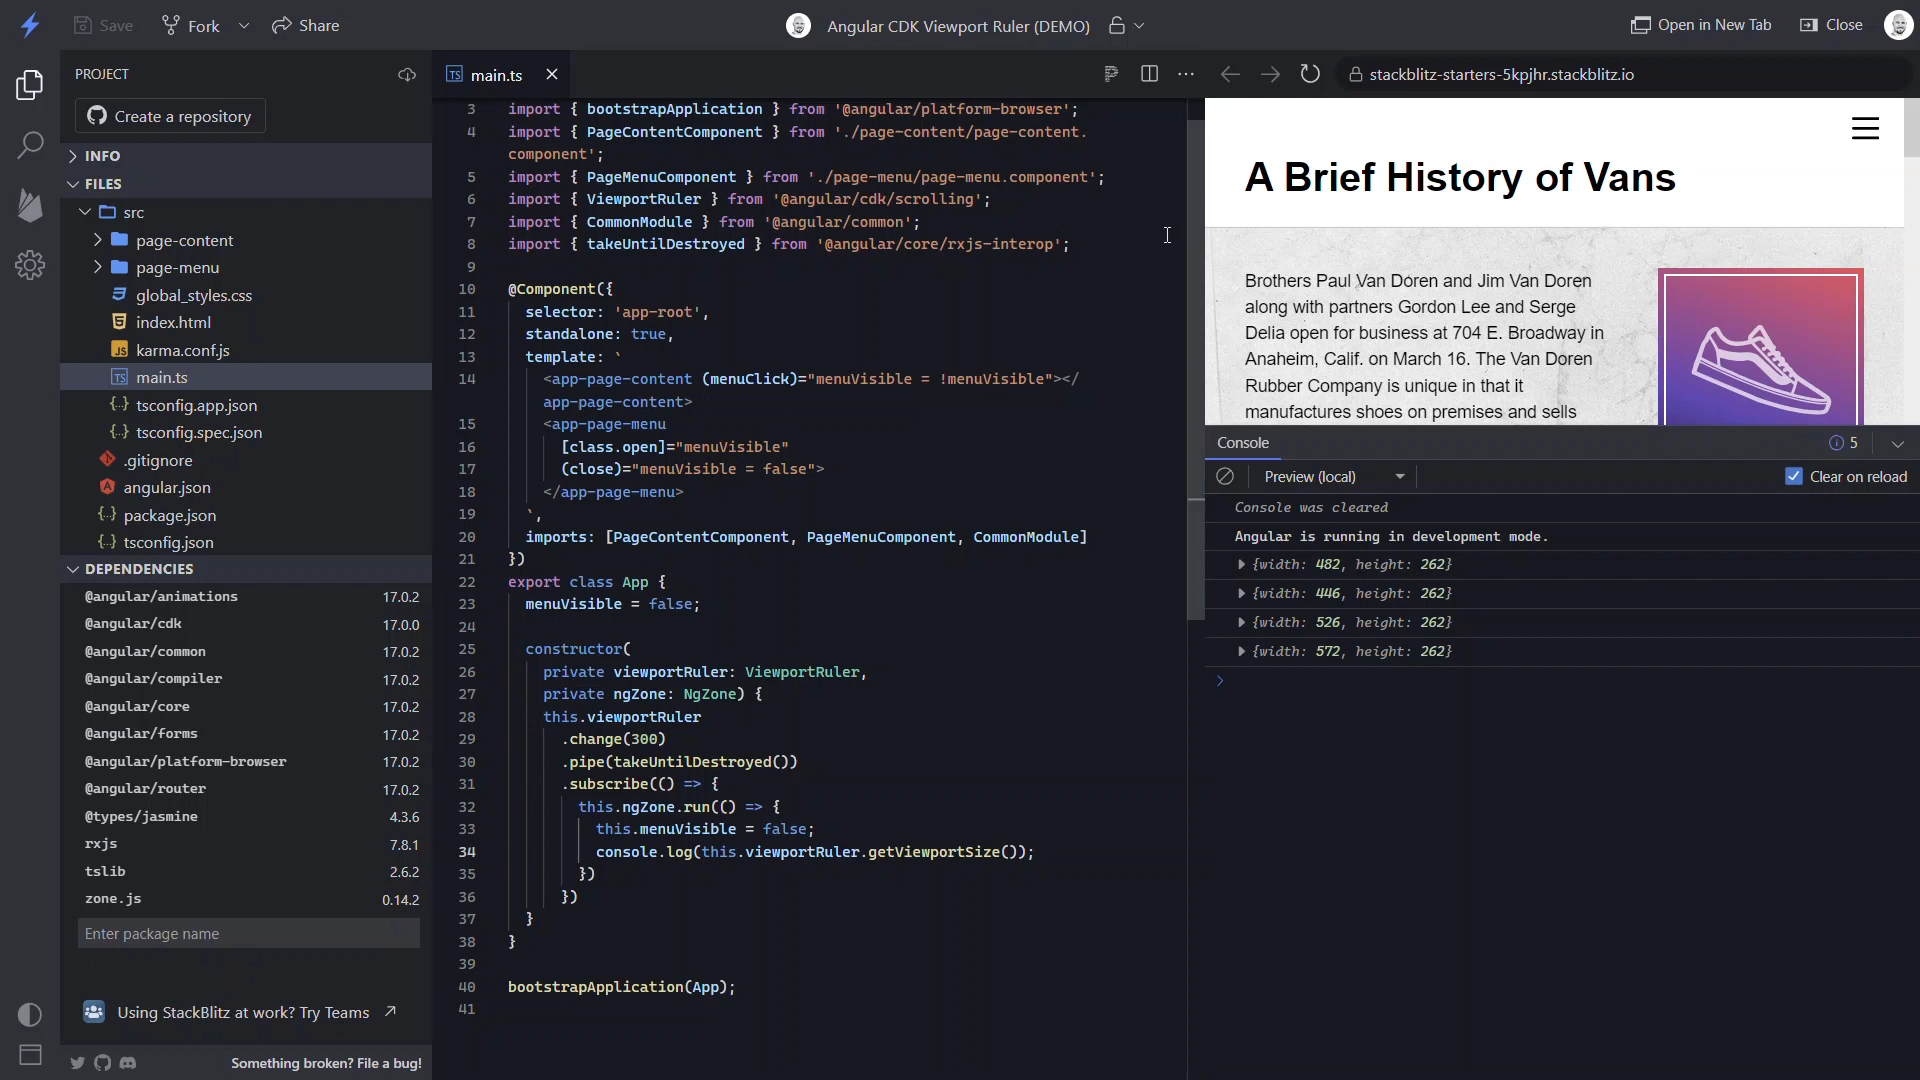 Save
Fork
Share
Angular CDK Viewport Ruler (DEMO)
Open in New Tab
Close
PROJECT
Create a repository
INFO
FILES
src
page-content
page-menu
global_styles.css
index.html
karma.conf.js
main.ts
tsconfig.app.json
tsconfig.spec.json
.gitignore
angular.json
package.json
tsconfig.json
DEPENDENCIES
@angular/animations 17.0.2
@angular/cdk 17.0.0
@angular/common 17.0.2
@angular/compiler 17.0.2
@angular/core 17.0.2
@angular/forms 17.0.2
@angular/platform-browser 17.0.2
@angular/router 17.0.2
@types/jasmine 4.3.6
rxjs 7.8.1
tslib 2.6.2
zone.js 0.14.2
Enter package name
Using StackBlitz at work? Try Teams
Something broken? File a bug!
TS main.ts
3 import { bootstrapApplication } from '@angular/platform-browser';
4 import { PageContentComponent } from './page-content/page-content.
component';
5 import { PageMenuComponent } from './page-menu/page-menu.component';
6 import { ViewportRuler } from '@angular/cdk/scrolling';
7 import { CommonModule } from '@angular/common';
8 import { takeUntilDestroyed } from '@angular/core/rxjs-interop';
9
10 @Component({
11 selector: 'app-root',
12 standalone: true,
13 template: `
14 <app-page-content (menuClick)="menuVisible = !menuVisible"></
app-page-content>
15 <app-page-menu
16 [class.open]="menuVisible"
17 (close)="menuVisible = false">
18 </app-page-menu>
19 `,
20 imports: [PageContentComponent, PageMenuComponent, CommonModule]
21 })
22 export class App {
23 menuVisible = false;
24
25 constructor(
26 private viewportRuler: ViewportRuler,
27 private ngZone: NgZone) {
28 this.viewportRuler
29 .change(300)
30 .pipe(takeUntilDestroyed())
31 .subscribe(() => {
32 this.ngZone.run(() => {
33 this.menuVisible = false;
34 console.log(this.viewportRuler.getViewportSize());
35 })
36 })
37 }
38 }
39
40 bootstrapApplication(App);
41
stackblitz-starters-5kpjhr.stackblitz.io
A Brief History of Vans
Brothers Paul Van Doren and Jim Van Doren
along with partners Gordon Lee and Serge
Delia open for business at 704 E. Broadway in
Anaheim, Calif. on March 16. The Van Doren
Rubber Company is unique in that it
manufactures shoes on premises and sells
Console
5
Preview (local)
Clear on reload
Console was cleared
Angular is running in development mode.
{width: 482, height: 262}
{width: 446, height: 262}
{width: 526, height: 262}
{width: 572, height: 262}